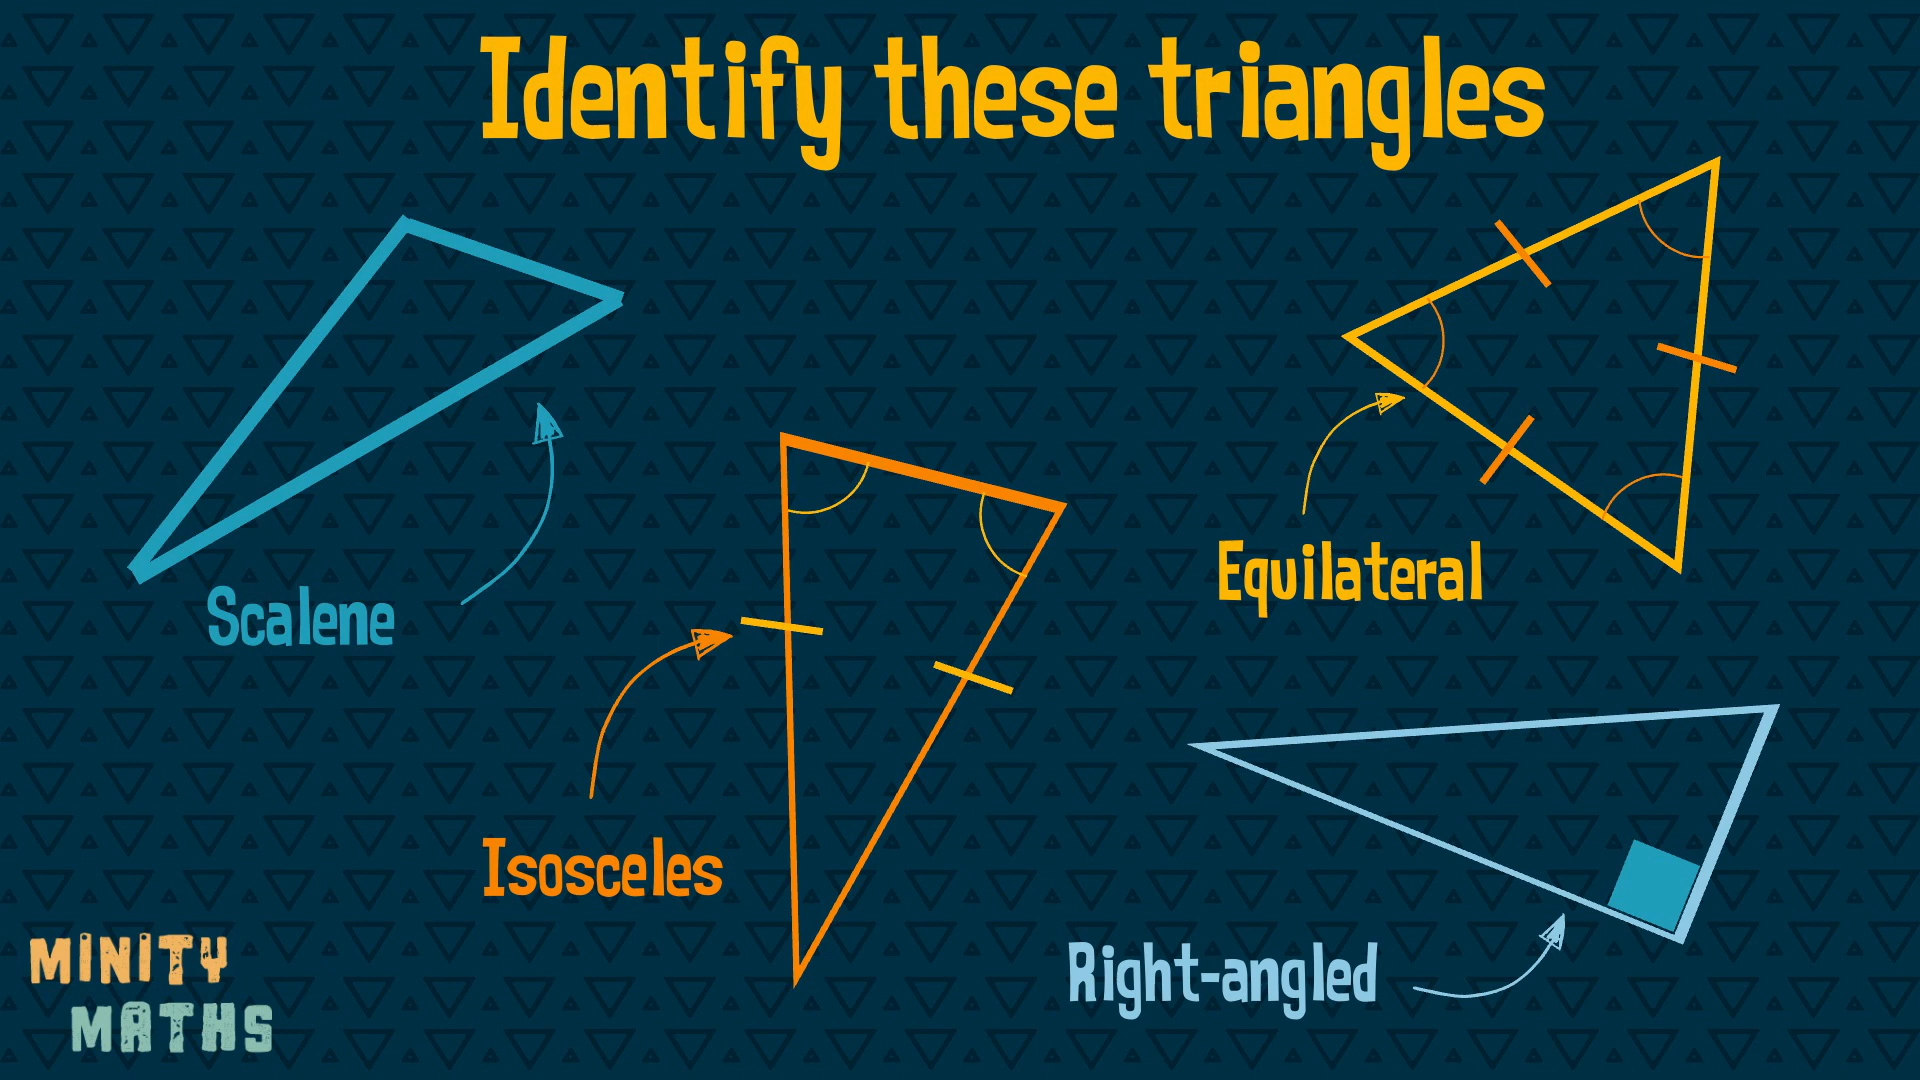 Identify these triangles
Scalene
Equilateral
Isosceles
Right-angled
MINITY
MATHS